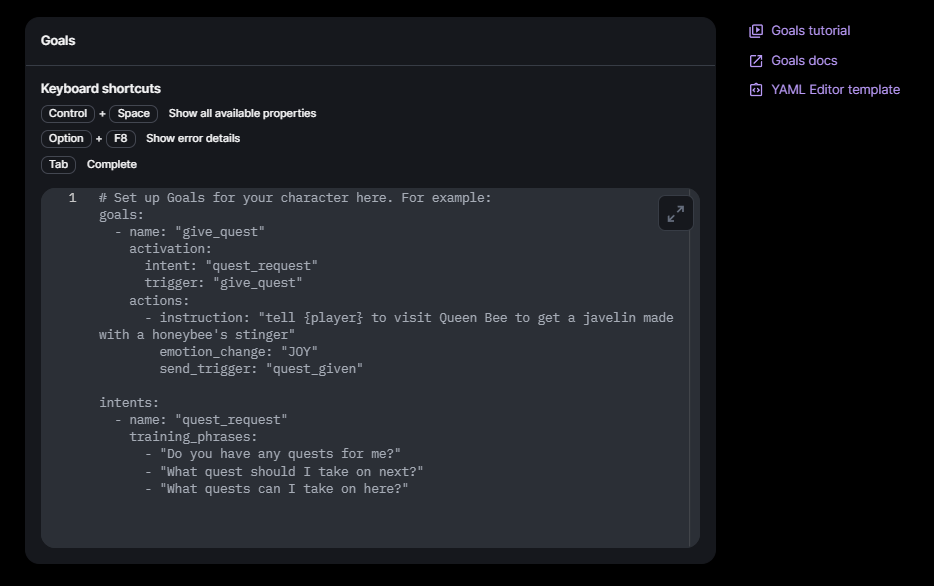 Goals
Keyboard shortcuts
Control + Space Show all available properties
Option + F8 Show error details
Tab Complete
1 # Set up Goals for your character here. For example:
goals:
  - name: "give_quest"
    activation:
      intent: "quest_request"
      trigger: "give_quest"
    actions:
      - instruction: "tell {player} to visit Queen Bee to get a javelin made
with a honeybee's stinger"
        emotion_change: "JOY"
        send_trigger: "quest_given"

intents:
  - name: "quest_request"
    training_phrases:
      - "Do you have any quests for me?"
      - "What quest should I take on next?"
      - "What quests can I take on here?"
Goals tutorial
Goals docs
YAML Editor template